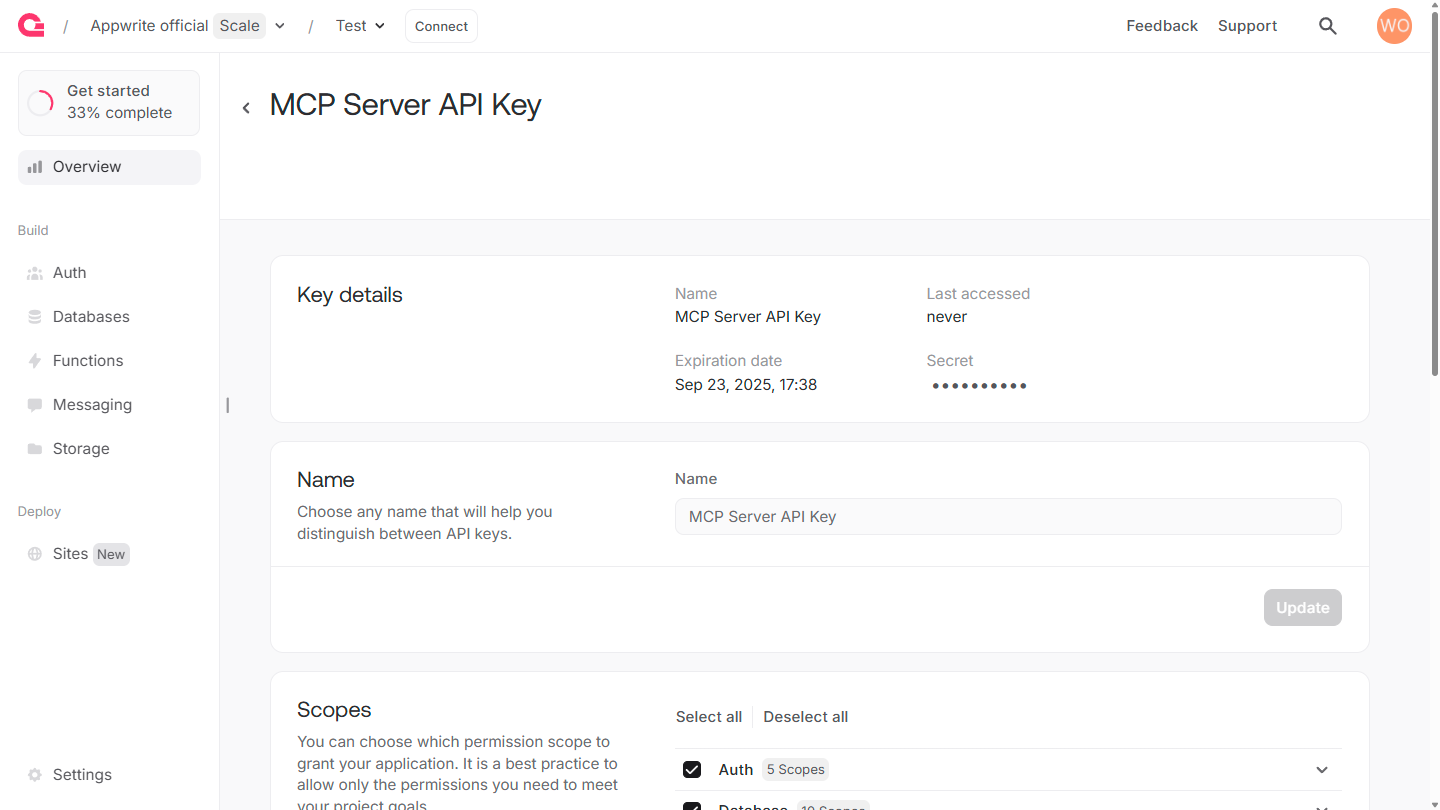 / Appwrite official Scale / Test Connect Feedback Support WO
Get started
33% complete
Overview
Build
Auth
Databases
Functions
Messaging
Storage
Deploy
Sites New
Settings
MCP Server API Key
Key details
Name
MCP Server API Key
Last accessed
never
Expiration date
Sep 23, 2025, 17:38
Secret
••••••••••
Name
Choose any name that will help you
distinguish between API keys.
Name
MCP Server API Key
Update
Scopes
You can choose which permission scope to
grant your application. It is a best practice to
allow only the permissions you need to meet
your project goals.
Select all Deselect all
Auth 5 Scopes
Database